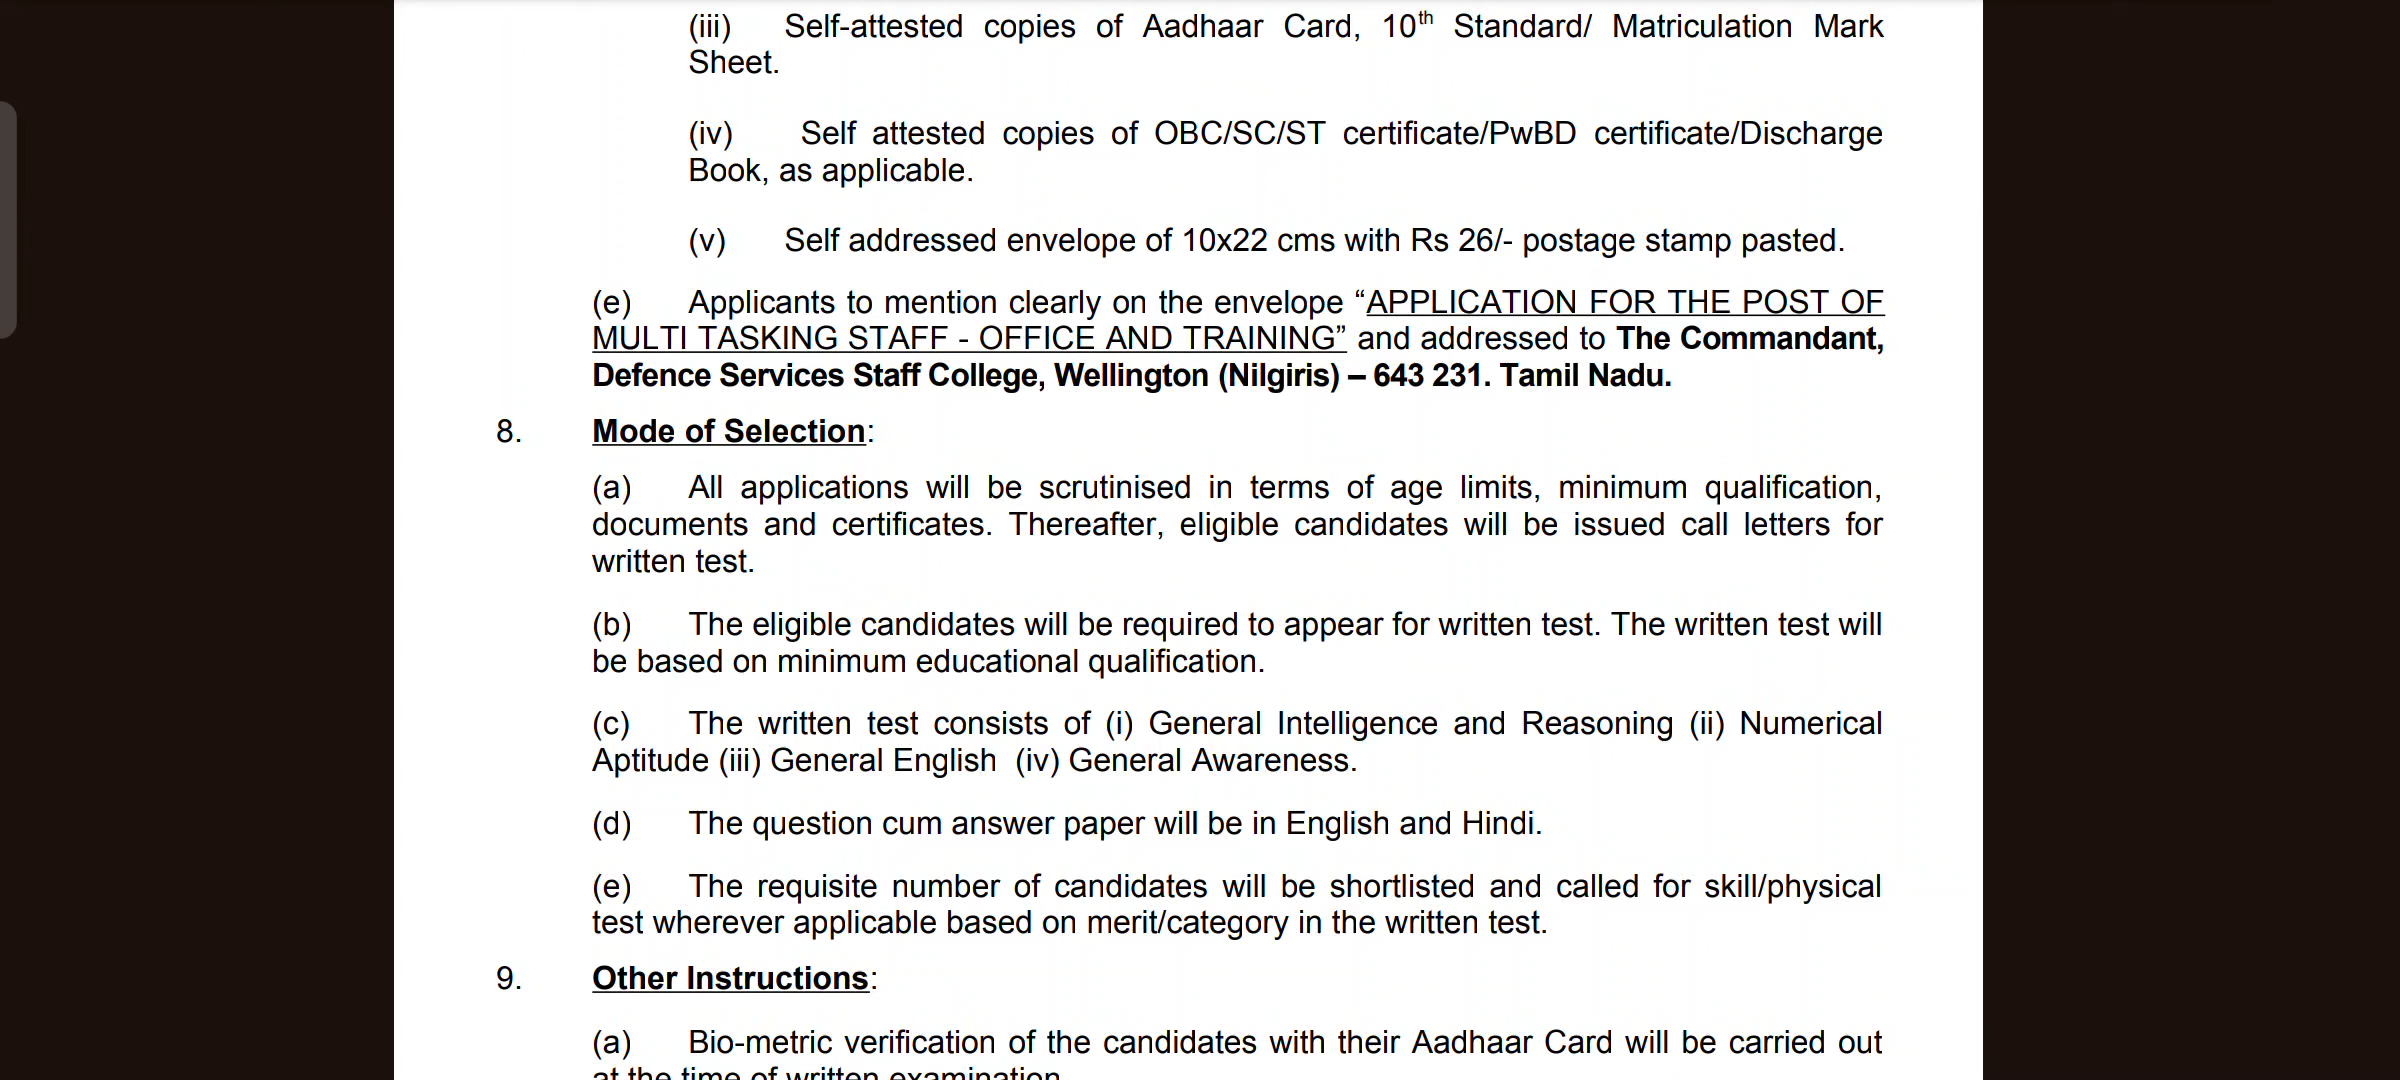 (iii) Self-attested copies of Aadhaar Card, 10th Standard/ Matriculation Mark
Sheet.
(iv) Self attested copies of OBC/SC/ST certificate/PwBD certificate/Discharge
Book, as applicable.
(v) Self addressed envelope of 10x22 cms with Rs 26/- postage stamp pasted.
(e) Applicants to mention clearly on the envelope “APPLICATION FOR THE POST OF
MULTI TASKING STAFF - OFFICE AND TRAINING” and addressed to The Commandant,
Defence Services Staff College, Wellington (Nilgiris) – 643 231. Tamil Nadu.
8. Mode of Selection:
(a) All applications will be scrutinised in terms of age limits, minimum qualification,
documents and certificates. Thereafter, eligible candidates will be issued call letters for
written test.
(b) The eligible candidates will be required to appear for written test. The written test will
be based on minimum educational qualification.
(c) The written test consists of (i) General Intelligence and Reasoning (ii) Numerical
Aptitude (iii) General English (iv) General Awareness.
(d) The question cum answer paper will be in English and Hindi.
(e) The requisite number of candidates will be shortlisted and called for skill/physical
test wherever applicable based on merit/category in the written test.
9. Other Instructions:
(a) Bio-metric verification of the candidates with their Aadhaar Card will be carried out
at the time of written examination